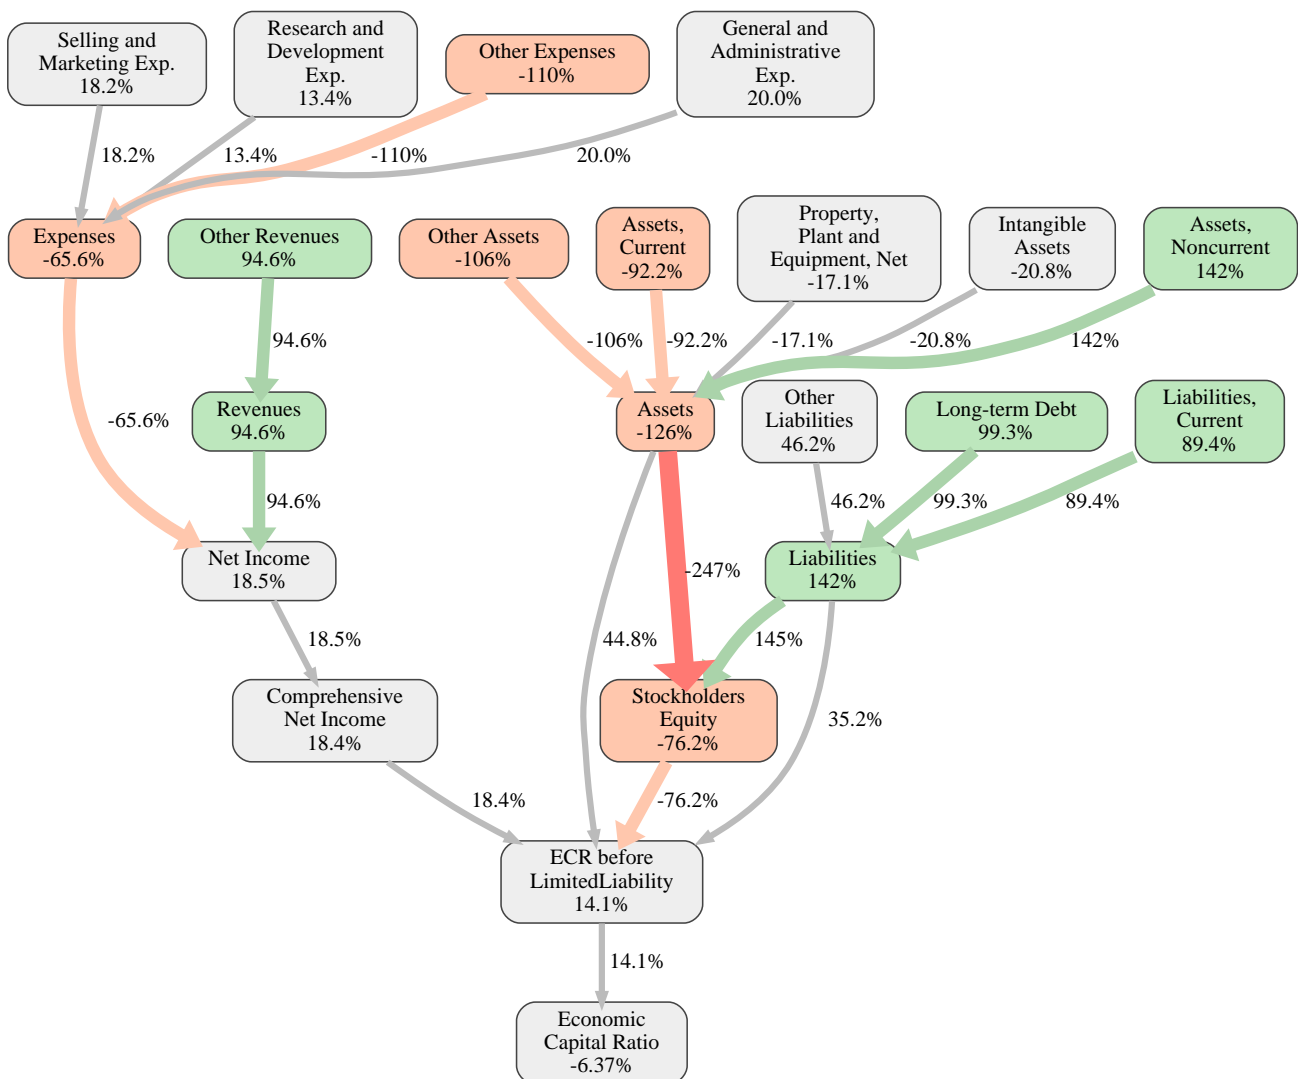 Selling and
Marketing Exp.
18.2%
Research and
Development
Exp.
13.4%
Other Expenses
-110%
General and
Administrative
Exp.
20.0%
18.2%
13.4%
-110%
20.0%
Expenses
-65.6%
Other Revenues
94.6%
Other Assets
-106%
Assets,
Current
-92.2%
Property,
Plant and
Equipment, Net
-17.1%
Intangible
Assets
-20.8%
Assets,
Noncurrent
142%
94.6%
-106%
-92.2%
-17.1%
-20.8%
142%
-65.6%
Revenues
94.6%
Assets
-126%
Other
Liabilities
46.2%
Long-term Debt
99.3%
Liabilities,
Current
89.4%
94.6%
46.2%
99.3%
89.4%
Net Income
18.5%
-247%
Liabilities
142%
18.5%
44.8%
145%
35.2%
Comprehensive
Net Income
18.4%
Stockholders
Equity
-76.2%
18.4%
-76.2%
ECR before
LimitedLiability
14.1%
14.1%
Economic
Capital Ratio
-6.37%